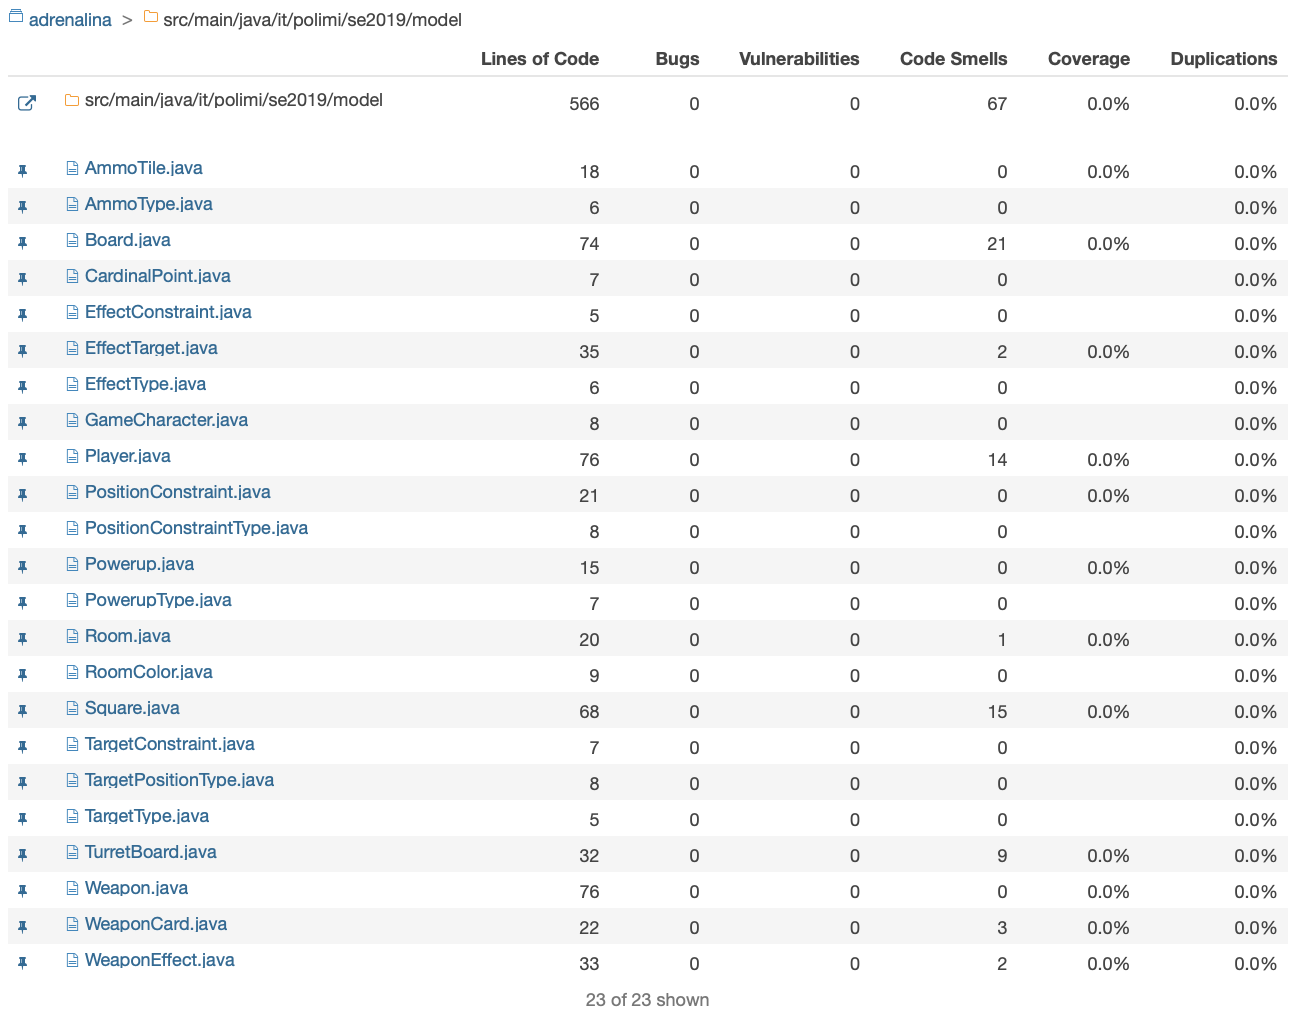 adrenalina > src/main/java/it/polimi/se2019/model
Lines of Code Bugs Vulnerabilities Code Smells Coverage Duplications
src/main/java/it/polimi/se2019/model 566 0 0 67 0.0% 0.0%
AmmoTile.java 18 0 0 0 0.0% 0.0%
AmmoType.java 6 0 0 0 0.0%
Board.java 74 0 0 21 0.0% 0.0%
CardinalPoint.java 7 0 0 0 0.0%
EffectConstraint.java 5 0 0 0 0.0%
EffectTarget.java 35 0 0 2 0.0% 0.0%
EffectType.java 6 0 0 0 0.0%
GameCharacter.java 8 0 0 0 0.0%
Player.java 76 0 0 14 0.0% 0.0%
PositionConstraint.java 21 0 0 0 0.0% 0.0%
PositionConstraintType.java 8 0 0 0 0.0%
Powerup.java 15 0 0 0 0.0% 0.0%
PowerupType.java 7 0 0 0 0.0%
Room.java 20 0 0 1 0.0% 0.0%
RoomColor.java 9 0 0 0 0.0%
Square.java 68 0 0 15 0.0% 0.0%
TargetConstraint.java 7 0 0 0 0.0%
TargetPositionType.java 8 0 0 0 0.0%
TargetType.java 5 0 0 0 0.0%
TurretBoard.java 32 0 0 9 0.0% 0.0%
Weapon.java 76 0 0 0 0.0% 0.0%
WeaponCard.java 22 0 0 3 0.0% 0.0%
WeaponEffect.java 33 0 0 2 0.0% 0.0%
23 of 23 shown